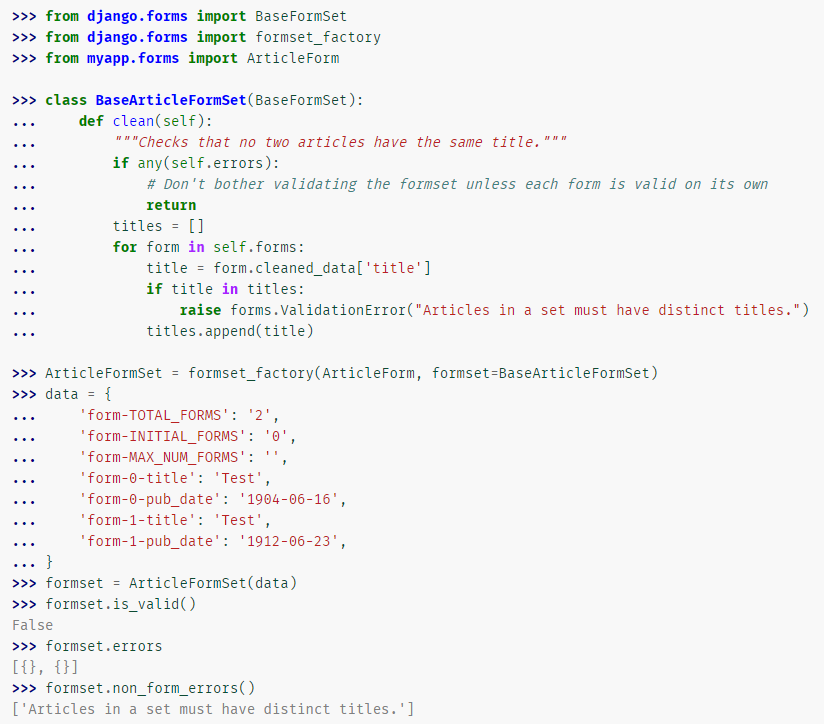 >>> from django.forms import BaseFormSet
>>> from django.forms import formset_factory
>>> from myapp.forms import ArticleForm

>>> class BaseArticleFormSet(BaseFormSet):
...     def clean(self):
...         """Checks that no two articles have the same title."""
...         if any(self.errors):
...             # Don't bother validating the formset unless each form is valid on its own
...             return
...         titles = []
...         for form in self.forms:
...             title = form.cleaned_data['title']
...             if title in titles:
...                 raise forms.ValidationError("Articles in a set must have distinct titles.")
...             titles.append(title)

>>> ArticleFormSet = formset_factory(ArticleForm, formset=BaseArticleFormSet)
>>> data = {
...     'form-TOTAL_FORMS': '2',
...     'form-INITIAL_FORMS': '0',
...     'form-MAX_NUM_FORMS': '',
...     'form-0-title': 'Test',
...     'form-0-pub_date': '1904-06-16',
...     'form-1-title': 'Test',
...     'form-1-pub_date': '1912-06-23',
... }
>>> formset = ArticleFormSet(data)
>>> formset.is_valid()
False
>>> formset.errors
[{}, {}]
>>> formset.non_form_errors()
['Articles in a set must have distinct titles.']